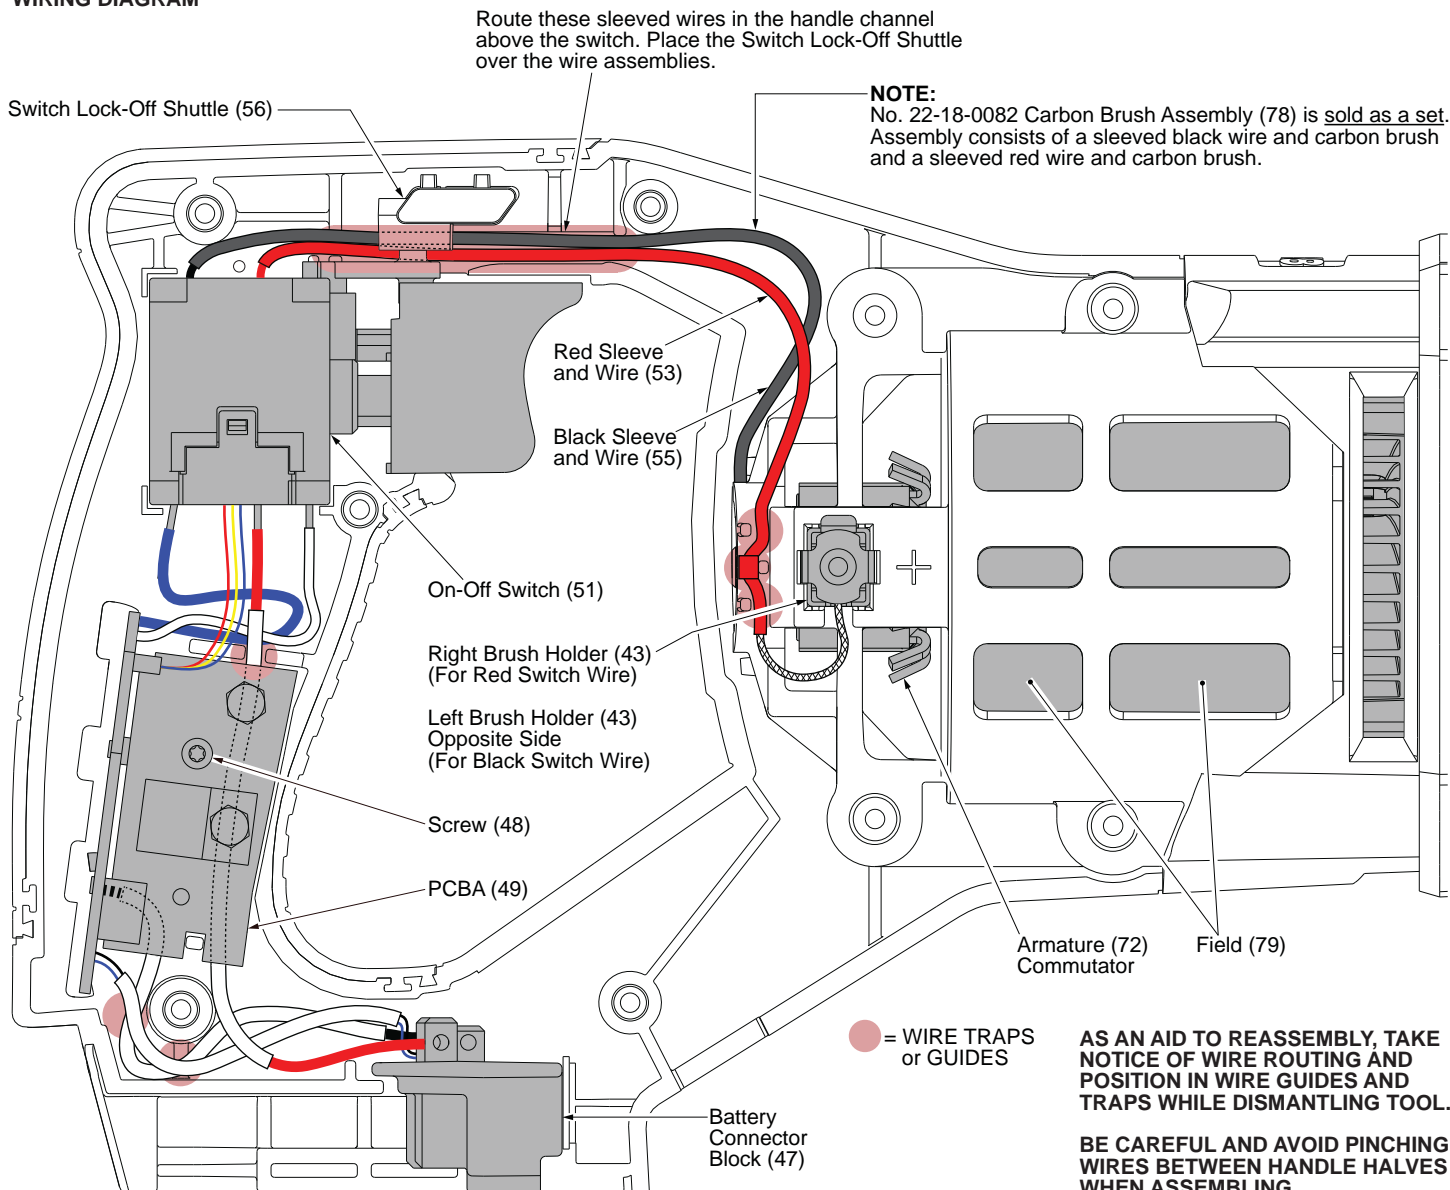 WIRING DIAGRAM
Route these sleeved wires in the handle channel
above the switch. Place the Switch Lock-Off Shuttle
over the wire assemblies.
Switch Lock-Off Shuttle (56)
NOTE:
No. 22-18-0082 Carbon Brush Assembly (78) is sold as a set.
Assembly consists of a sleeved black wire and carbon brush
and a sleeved red wire and carbon brush.
Red Sleeve
and Wire (53)
Black Sleeve
and Wire (55)
On-Off Switch (51)
Right Brush Holder (43)
(For Red Switch Wire)
Left Brush Holder (43)
Opposite Side
(For Black Switch Wire)
Screw (48)
PCBA (49)
Armature (72)
Commutator
Field (79)
= WIRE TRAPS
or GUIDES
Battery
Connector
Block (47)
AS AN AID TO REASSEMBLY, TAKE
NOTICE OF WIRE ROUTING AND
POSITION IN WIRE GUIDES AND
TRAPS WHILE DISMANTLING TOOL.
BE CAREFUL AND AVOID PINCHING
WIRES BETWEEN HANDLE HALVES
WHEN ASSEMBLING